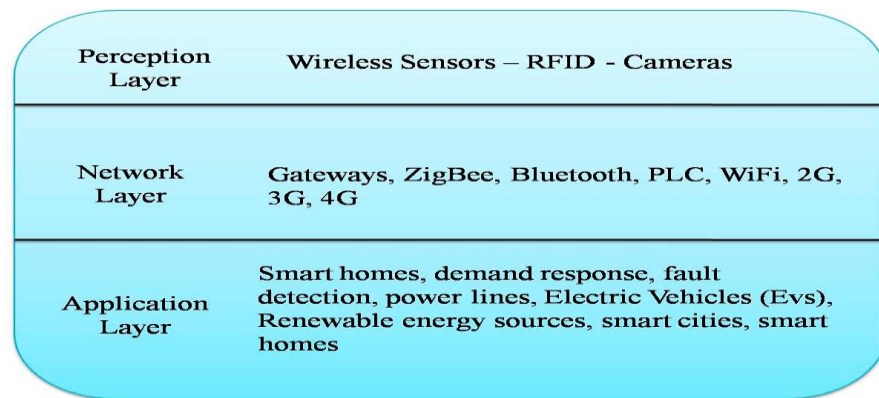 Perception
Layer
Wireless Sensors – RFID - Cameras
Network
Layer
Gateways, ZigBee, Bluetooth, PLC, WiFi, 2G,
3G, 4G
Application
Layer
Smart homes, demand response, fault
detection, power lines, Electric Vehicles (Evs),
Renewable energy sources, smart cities, smart
homes